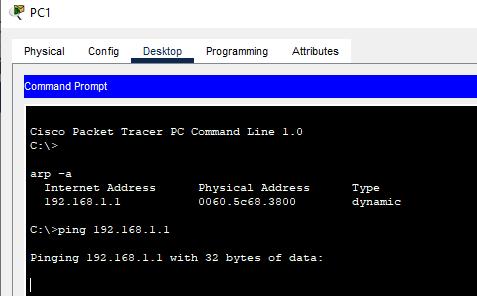 PC1
Physical Config Desktop Programming Attributes
Command Prompt
Cisco Packet Tracer PC Command Line 1.0
C:\>
arp -a
Internet Address Physical Address Type
192.168.1.1 0060.5c68.3800 dynamic
C:\>ping 192.168.1.1
Pinging 192.168.1.1 with 32 bytes of data: